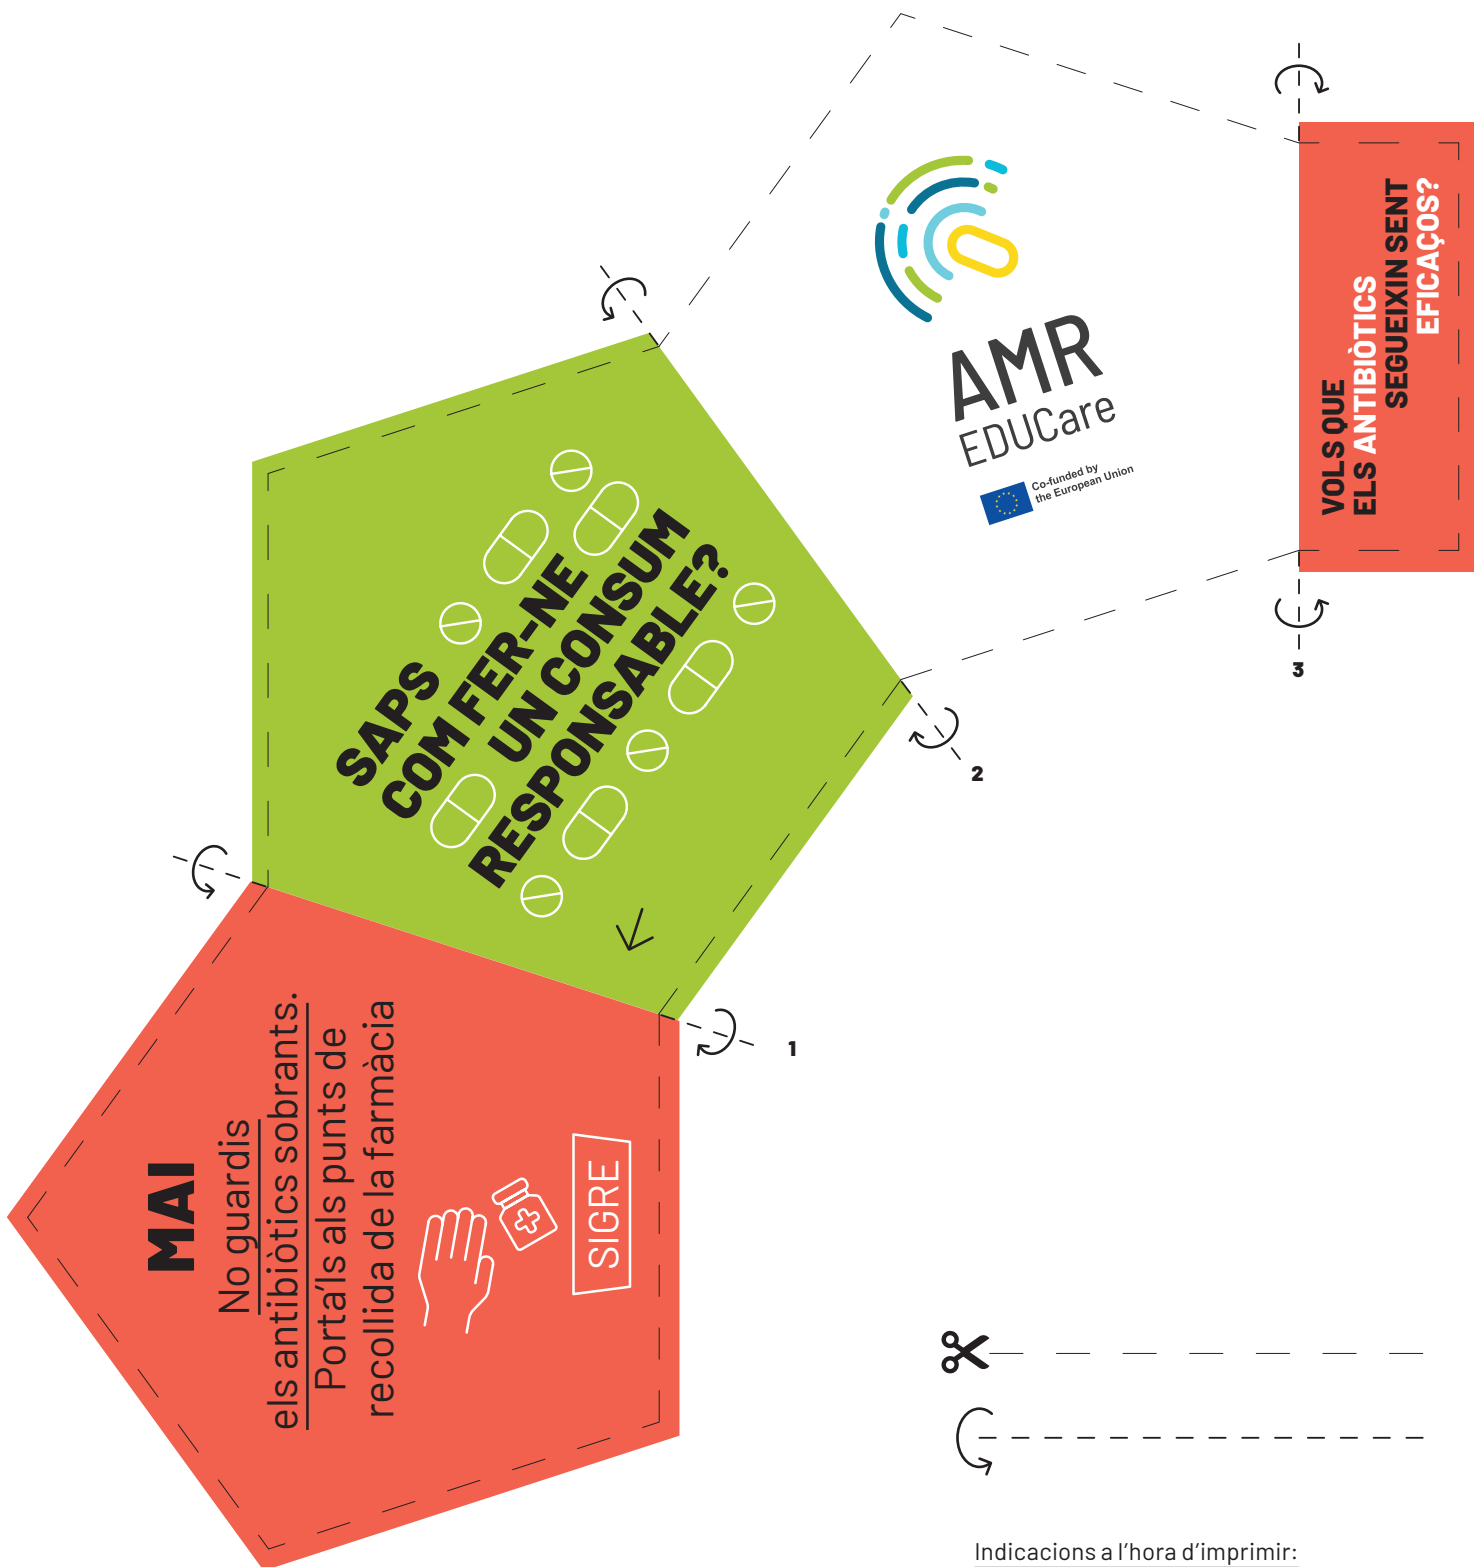 VOLS QUE
ELS ANTIBIÒTICS
SEGUEIXIN SENT
EFICAÇOS?
3
AMR
EDUCare
Co-funded by
the European Union
2
SAPS
COM FER-NE
UN CONSUM
RESPONSABLE?
1
MAI
No guardis
els antibiòtics sobrants.
Porta'ls als punts de
recollida de la farmàcia
SIGRE
Indicacions a l'hora d'imprimir: